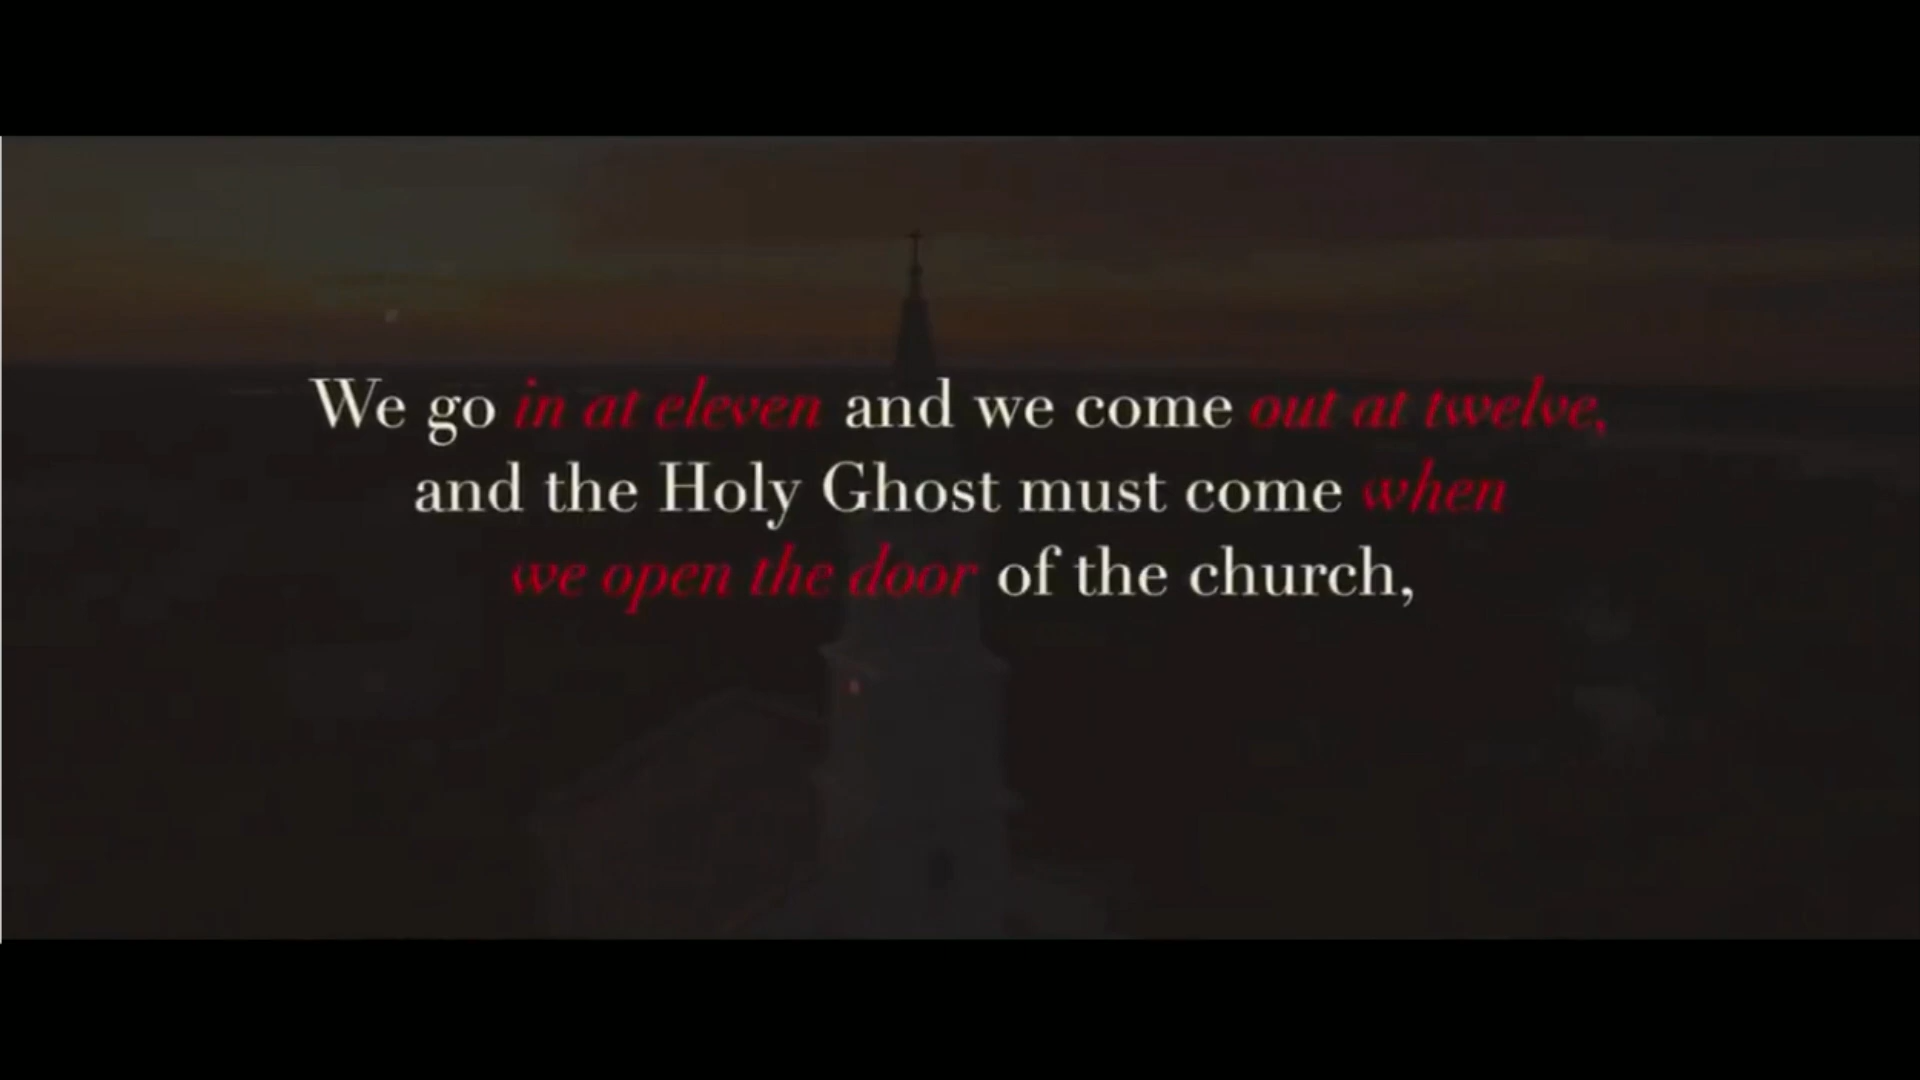 We go in at eleven and we come out at twelve,
and the Holy Ghost must come when
we open the door of the church,